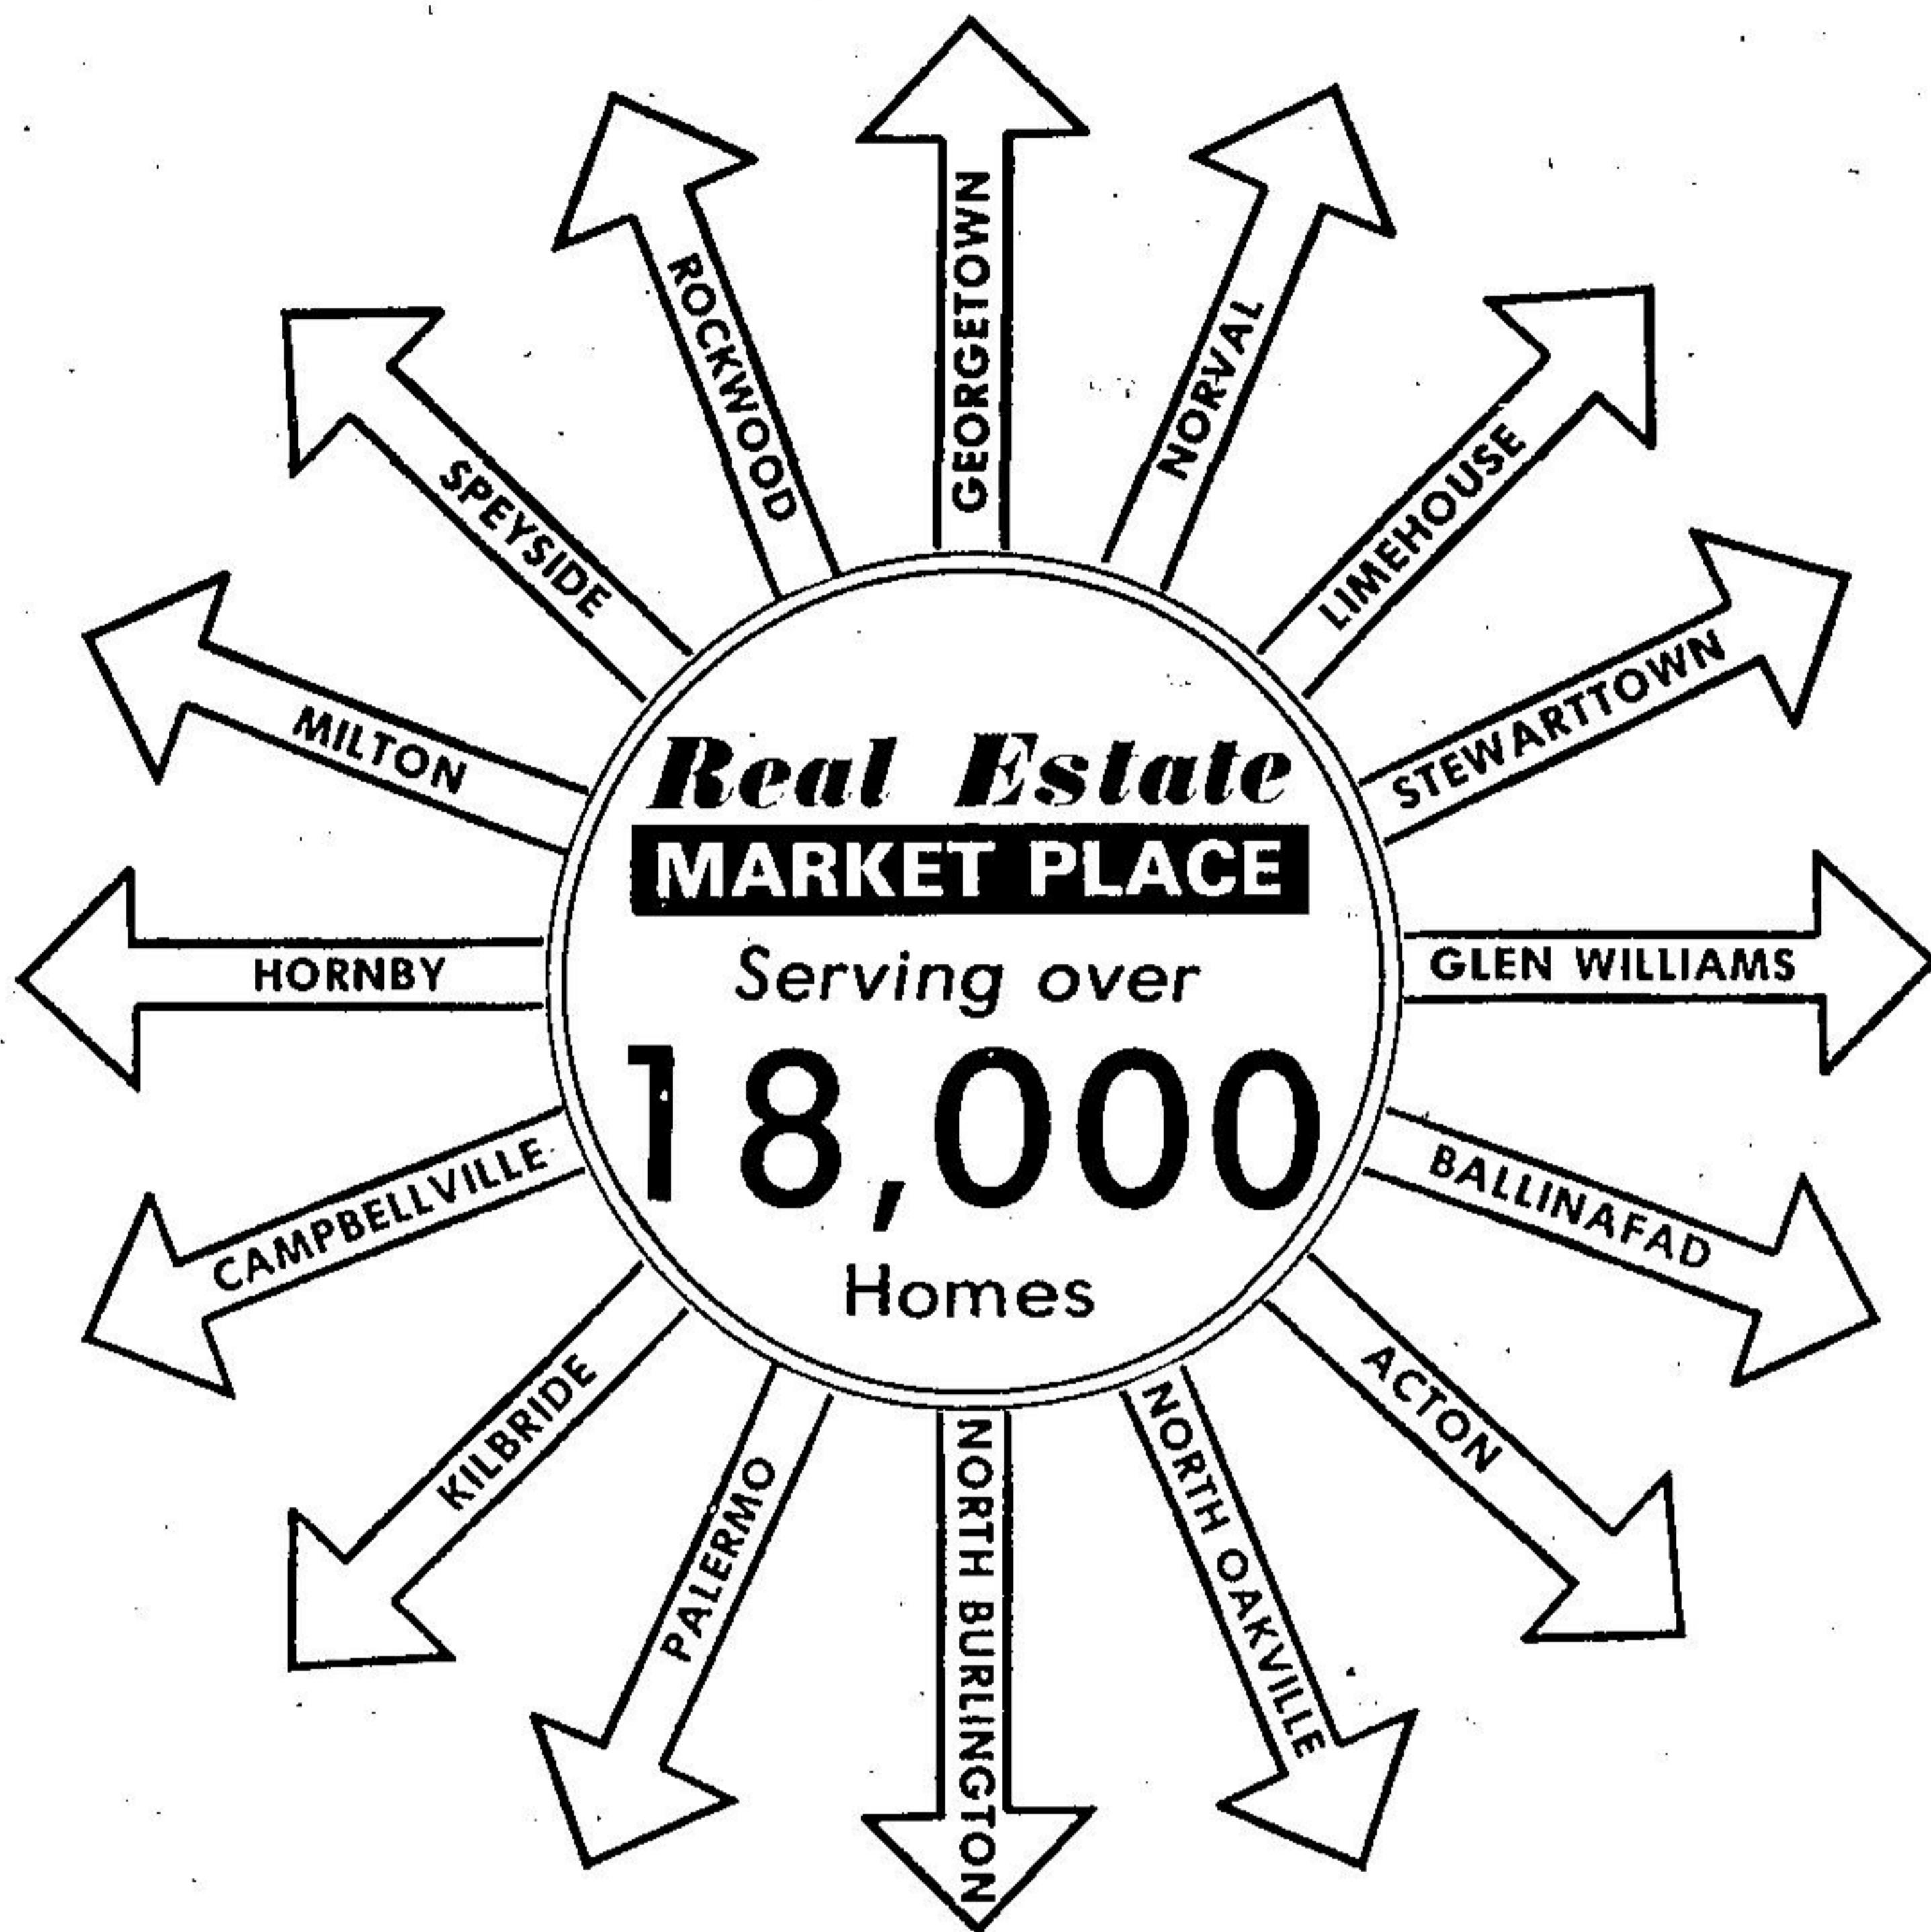 GEORGETOWN
NORVAL
LIMEHOUSE
STEWARTTOWN
GLEN WILLIAMS
BALLINAFAD
ACTON
NORTH OAKVILLE
NORTH BURLINGTON
PALERMO
KILBRIDE
CAMPBELLVILLE
HORNBY
MILTON
SPEYSIDE
ROCKWOOD
Real Estate
MARKET PLACE
Serving over
18,000
Homes